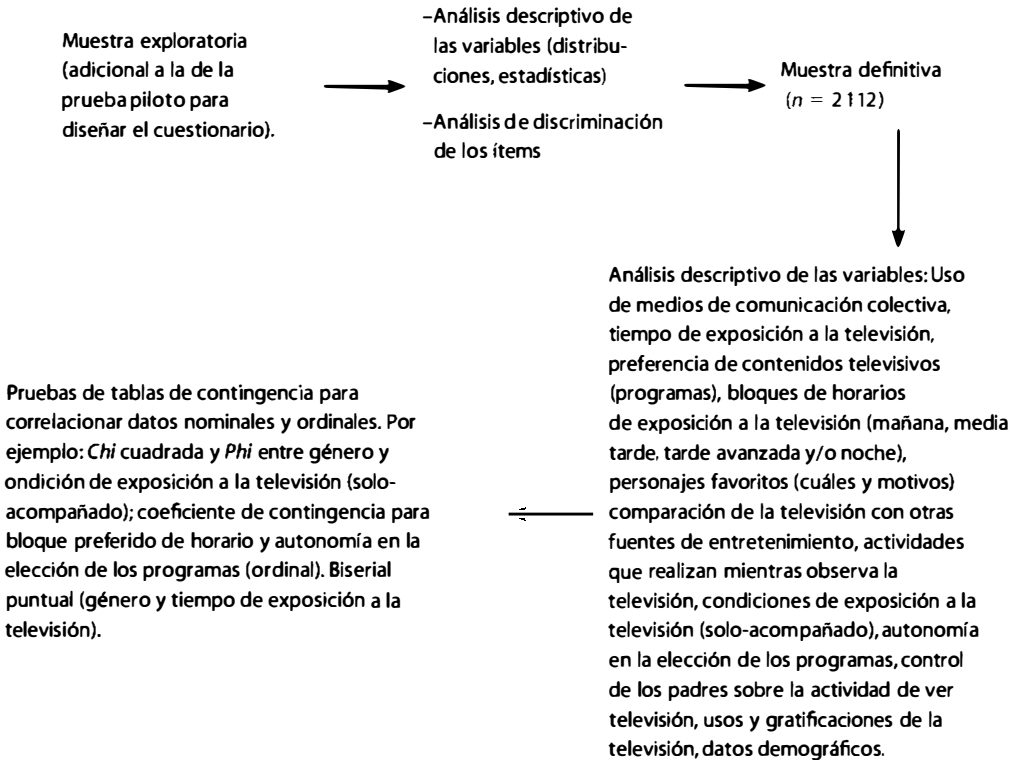 Muestra exploratoria
(adicional a la de la
prueba piloto para
diseñar el cuestionario).
–Análisis descriptivo de
las variables (distribu-
ciones, estadísticas)
–Análisis de discriminación
de los ítems
Muestra definitiva
(n = 2112)
Análisis descriptivo de las variables: Uso
de medios de comunicación colectiva,
tiempo de exposición a la televisión,
preferencia de contenidos televisivos
(programas), bloques de horarios
de exposición a la televisión (mañana, media
tarde, tarde avanzada y/o noche),
personajes favoritos (cuáles y motivos)
comparación de la televisión con otras
fuentes de entretenimiento, actividades
que realizan mientras observa la
televisión, condiciones de exposición a la
televisión (solo-acompañado), autonomía
en la elección de los programas, control
de los padres sobre la actividad de ver
televisión, usos y gratificaciones de la
televisión, datos demográficos.
Pruebas de tablas de contingencia para
correlacionar datos nominales y ordinales. Por
ejemplo: Chi cuadrada y Phi entre género y
ondición de exposición a la televisión (solo-
acompañado); coeficiente de contingencia para
bloque preferido de horario y autonomía en la
elección de los programas (ordinal). Biserial
puntual (género y tiempo de exposición a la
televisión).